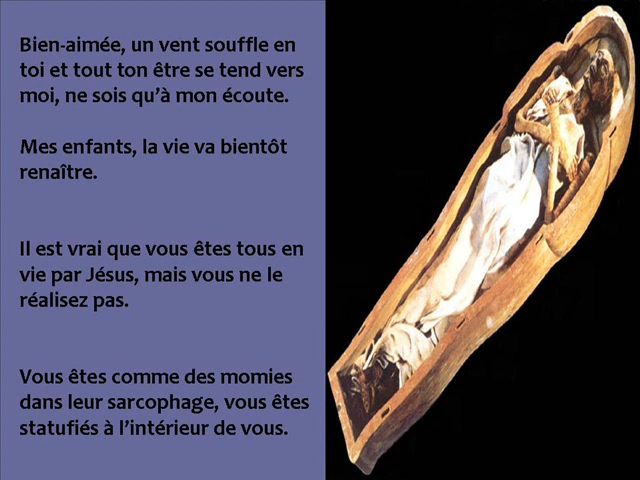 Bien-aimée, un vent souffle en
toi et tout ton être se tend vers
moi, ne sois qu’à mon écoute.
Mes enfants, la vie va bientôt
renaître.
Il est vrai que vous êtes tous en
vie par Jésus, mais vous ne le
réalisez pas.
Vous êtes comme des momies
dans leur sarcophage, vous êtes
statufiés à l’intérieur de vous.